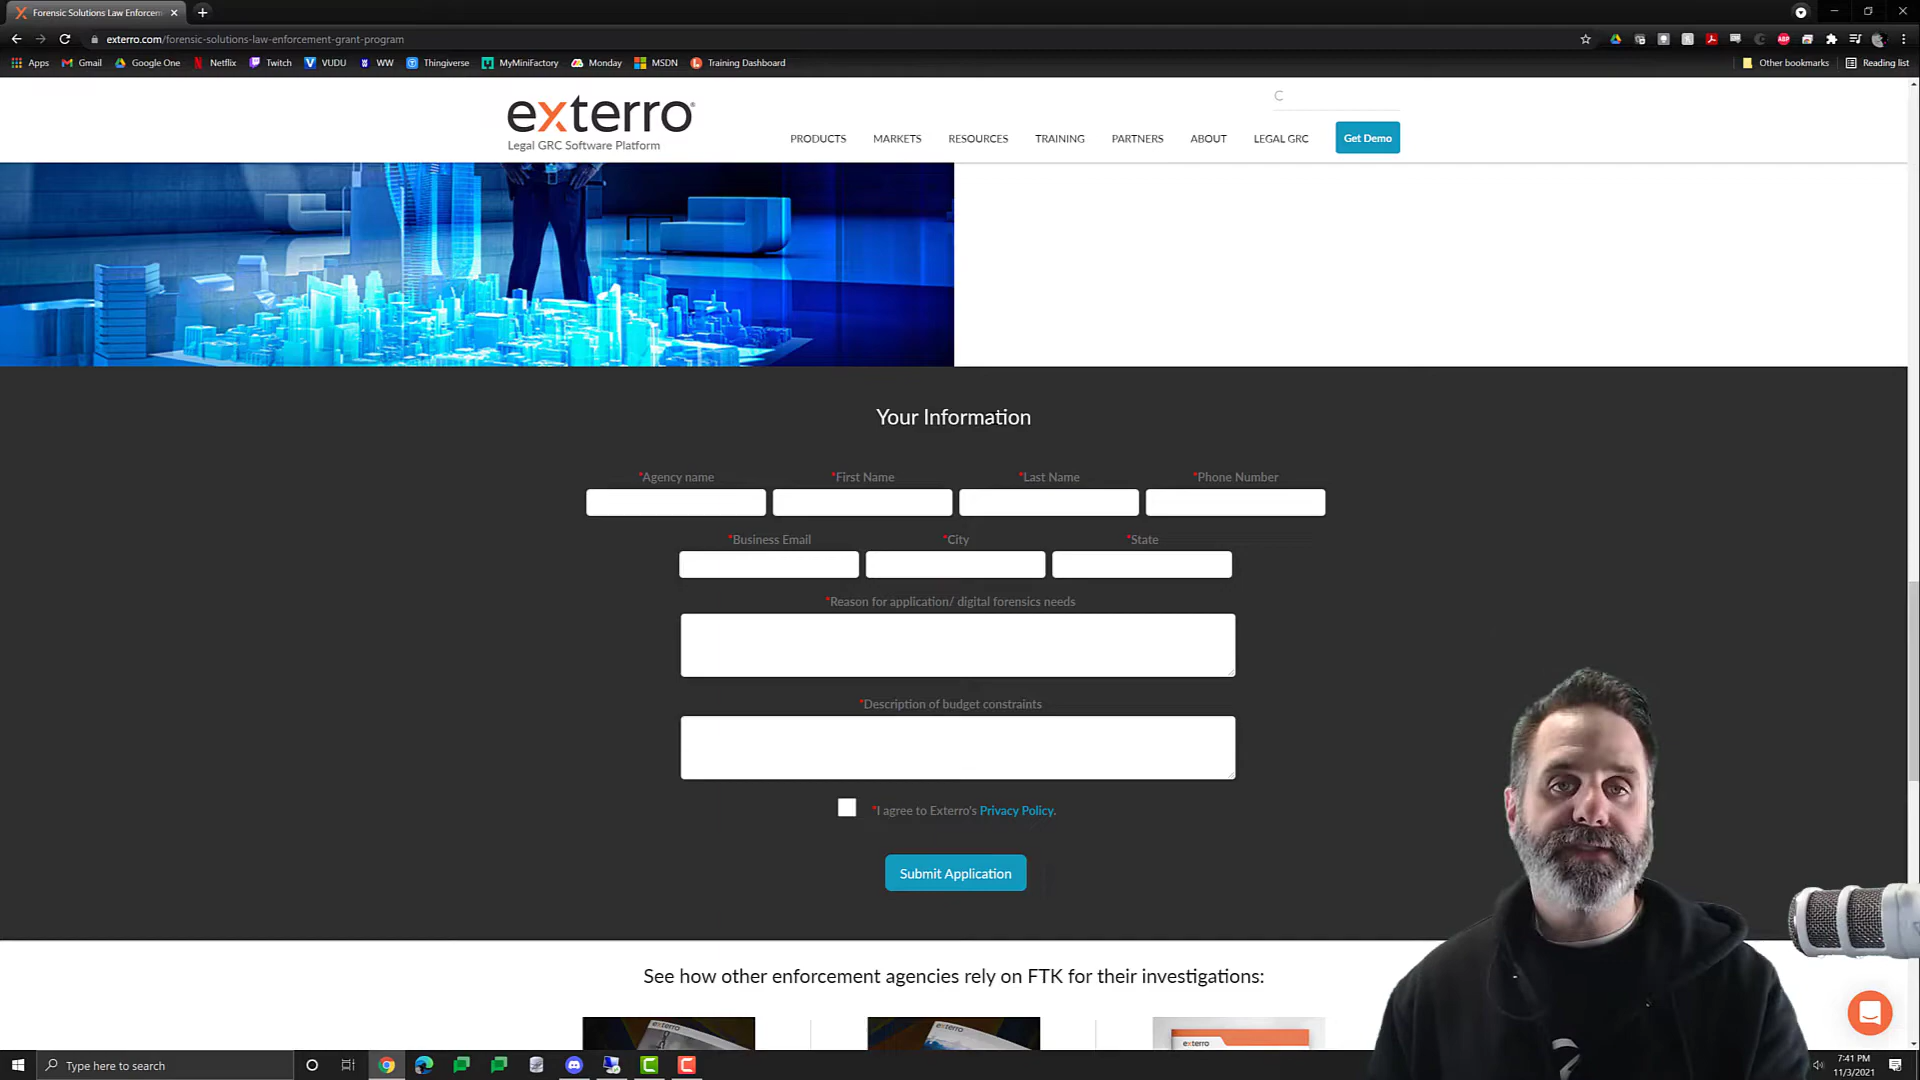 Forensic Solutions Law Enforcem
exterro.com/forensic-solutions-law-enforcement-grant-program
ABP
Apps Gmail Google One Netflix Twitch VUDU WW Thingiverse MyMiniFactory Monday MSDN Training Dashboard Other bookmarks Reading list
exterro®
Legal GRC Software Platform
PRODUCTS MARKETS RESOURCES TRAINING PARTNERS ABOUT LEGAL GRC Get Demo
Your Information
*Agency name *First Name *Last Name *Phone Number
*Business Email *City *State
*Reason for application/ digital forensics needs
*Description of budget constraints
*I agree to Exterro's Privacy Policy.
Submit Application
See how other enforcement agencies rely on FTK for their investigations:
exterro exterro exterro
Type here to search
7:41 PM
11/3/2021